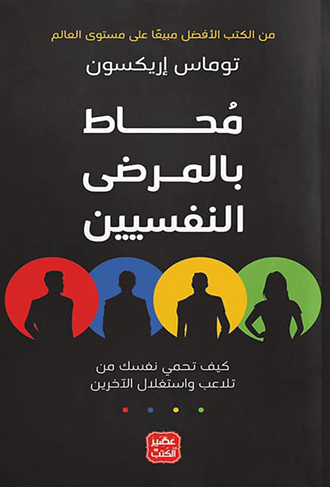 من الكتب الأفضل مبيعًا على مستوى العالم
توماس إريكسون
مُحاط
بالمرضى
النفسيين
كيف تحمي نفسك من
تلاعب واستغلال الآخرين
عصير
الكتب